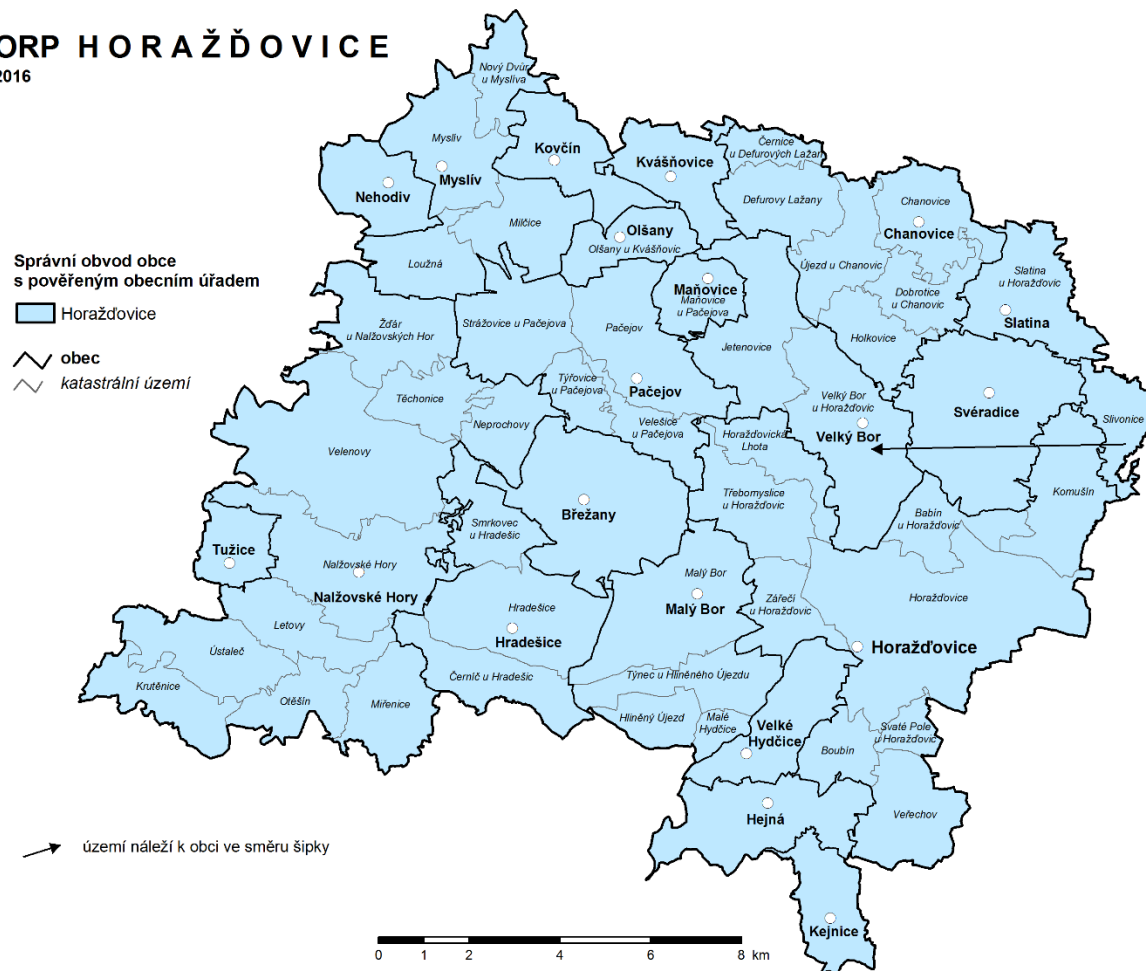 ORP HORAŽĎOVICE
2016
Nový Dvůr
u Myslíva
Myslív
Myslív
Kovčín
Kvášňovice
Černice
u Defurových Lažan
Nehodiv
Milčice
Olšany
Olšany u Kvášňovic
Defurovy Lažany
Chanovice
Chanovice
Loužná
Újezd u Chanovic
Slatina
u Horažďovic
Slatina
Správní obvod obce
s pověřeným obecním úřadem
Horažďovice
obec
katastrální území
Maňovice
Maňovice
u Pačejova
Dobrotice
u Chanovic
Žďár
u Nalžovských Hor
Strážovice u Pačejova
Pačejov
Jetenovice
Holkovice
Týřovice
u Pačejova
Pačejov
Těchonice
Neprochovy
Velešice
u Pačejova
Velký Bor
u Horažďovic
Velký Bor
Svéradice
Slivonice
Horažďovická
Lhota
Velenovy
Třebomyslice
u Horažďovic
Komušín
Břežany
Babín
u Horažďovic
Smrkovec
u Hradešic
Tužice
Nalžovské Hory
Nalžovské Hory
Malý Bor
Malý Bor
Zářečí
u Horažďovic
Horažďovice
Hradešice
Hradešice
Letovy
Horažďovice
Ústaleč
Krutěnice
Otěšín
Miřenice
Černíč u Hradešic
Týnec u Hliněného Újezdu
Hliněný Újezd
Malé
Hydčice
Velké
Hydčice
Boubín
Svaté Pole
u Horažďovic
Hejná
Veřechov
území náleží k obci ve směru šipky
Kejnice
0 1 2 4 6 8 km